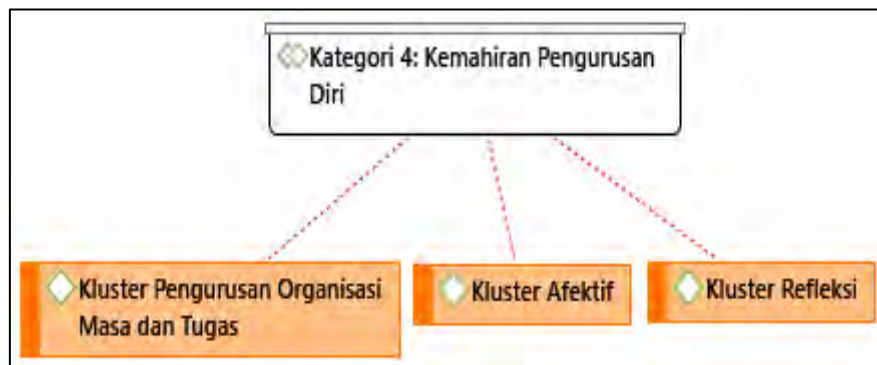 Kategori 4: Kemahiran Pengurusan
Diri
Kluster Pengurusan Organisasi
Masa dan Tugas
Kluster Afektif
Kluster Refleksi